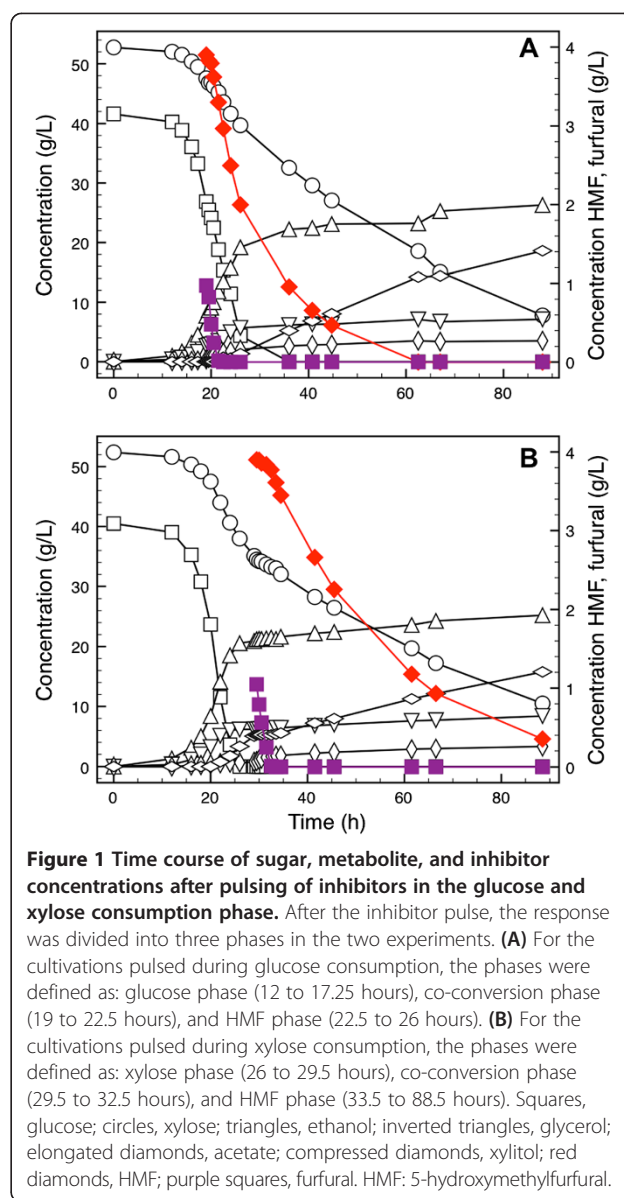 A
50
40
30
20
10
0
Concentration (g/L)
4
3
2
1
0
Concentration HMF, furfural (g/L)
0
20
40
60
80
B
50
40
30
20
10
0
Concentration (g/L)
4
3
2
1
0
Concentration HMF, furfural (g/L)
0
20
40
60
80
Time (h)
Figure 1 Time course of sugar, metabolite, and inhibitor
concentrations after pulsing of inhibitors in the glucose and
xylose consumption phase. After the inhibitor pulse, the response
was divided into three phases in the two experiments. (A) For the
cultivations pulsed during glucose consumption, the phases were
defined as: glucose phase (12 to 17.25 hours), co-conversion phase
(19 to 22.5 hours), and HMF phase (22.5 to 26 hours). (B) For the
cultivations pulsed during xylose consumption, the phases were
defined as: xylose phase (26 to 29.5 hours), co-conversion phase
(29.5 to 32.5 hours), and HMF phase (33.5 to 88.5 hours). Squares,
glucose; circles, xylose; triangles, ethanol; inverted triangles, glycerol;
elongated diamonds, acetate; compressed diamonds, xylitol; red
diamonds, HMF; purple squares, furfural. HMF: 5-hydroxymethylfurfural.